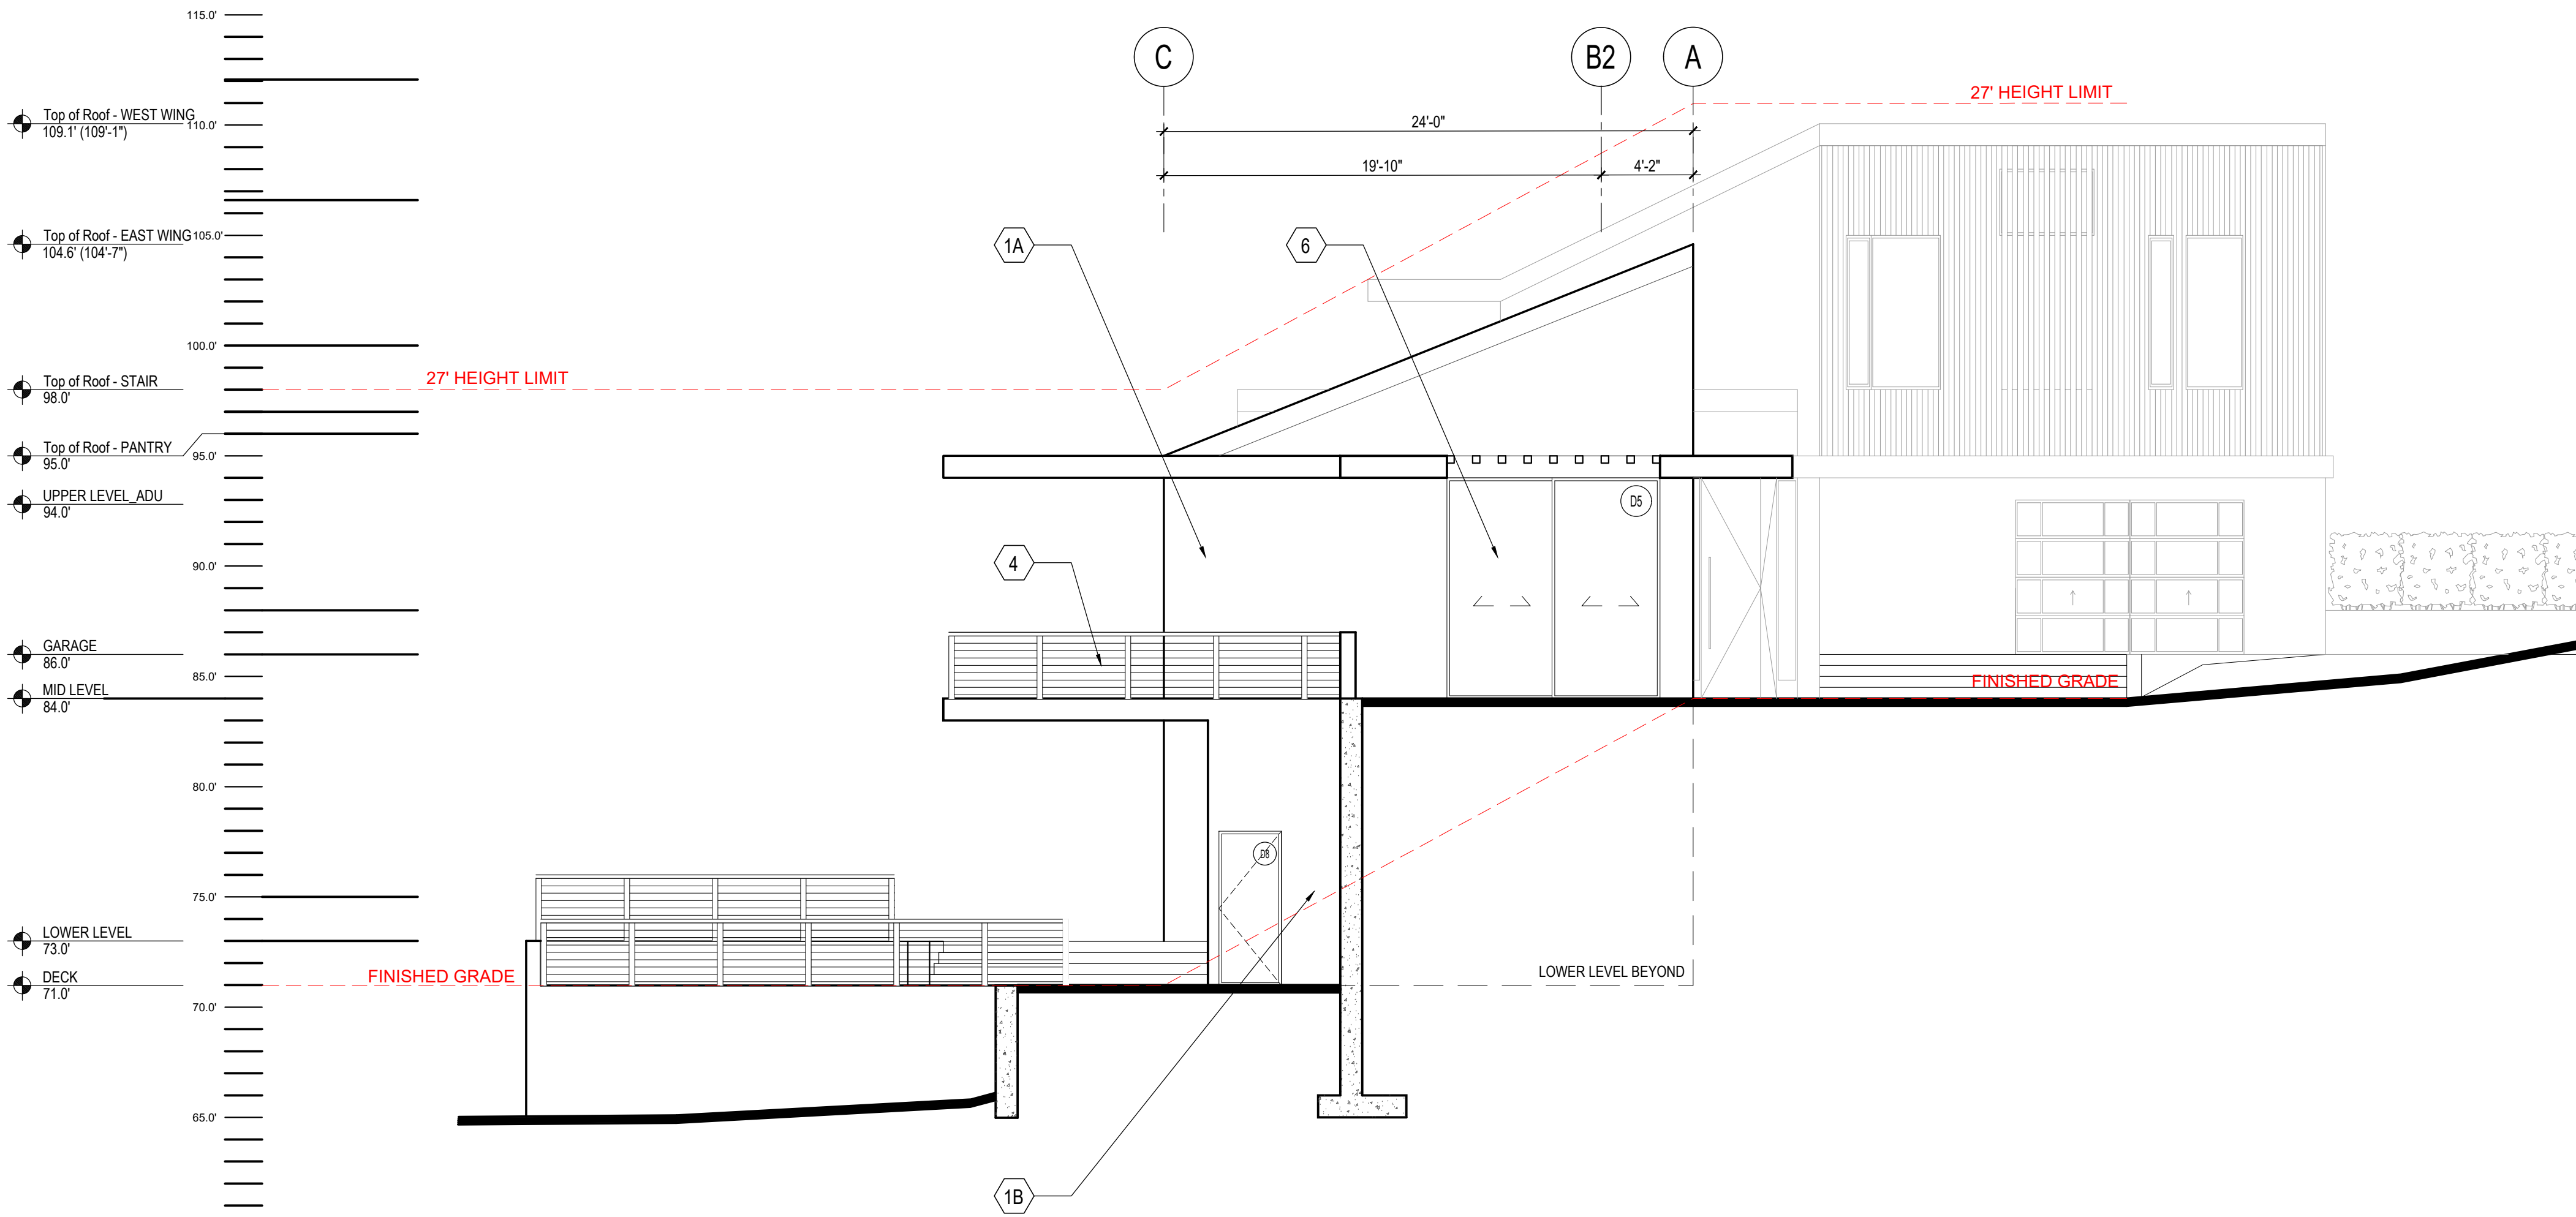 115.0'
C
B2
A
27' HEIGHT LIMIT
Top of Roof - WEST WING
109.1' (109'-1")
110.0'
24'-0"
19'-10"
4'-2"
Top of Roof - EAST WING
104.6' (104'-7")
105.0'
1A
6
100.0'
Top of Roof - STAIR
98.0'
27' HEIGHT LIMIT
Top of Roof - PANTRY
95.0'
95.0'
UPPER LEVEL_ADU
94.0'
D5
90.0'
4
GARAGE
86.0'
85.0'
MID LEVEL
84.0'
FINISHED GRADE
80.0'
D8
75.0'
LOWER LEVEL
73.0'
DECK
71.0'
FINISHED GRADE
LOWER LEVEL BEYOND
70.0'
65.0'
1B